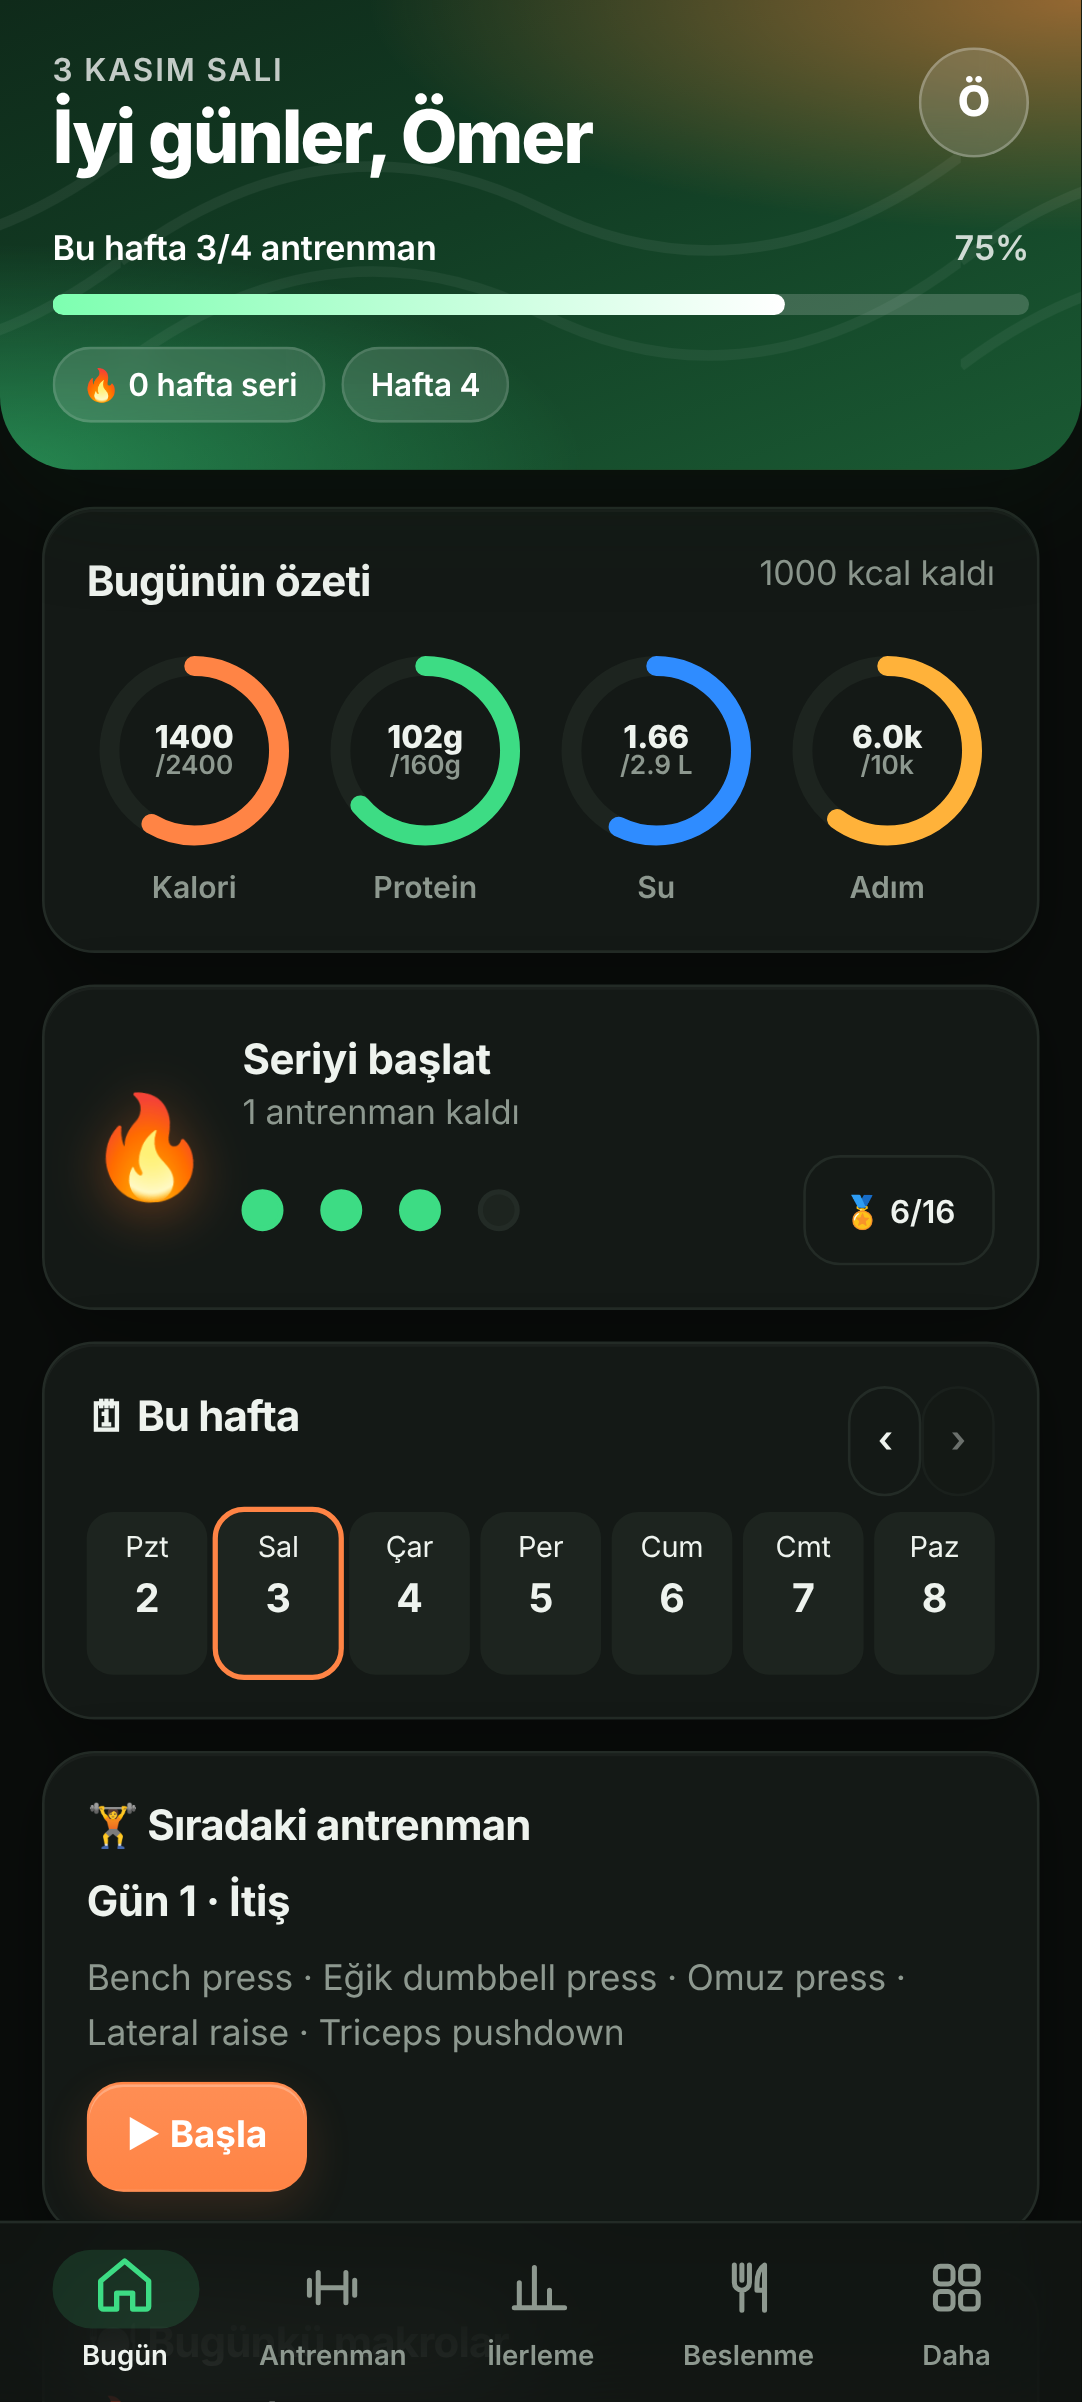 3 KASIM SALI
İyi günler, Ömer
Ö
Bu hafta 3/4 antrenman
75%
🔥 0 hafta seri
Hafta 4
Bugünün özeti
1000 kcal kaldı
1400
/2400
Kalori
102g
/160g
Protein
1.66
/2.9 L
Su
6.0k
/10k
Adım
Seriyi başlat
1 antrenman kaldı
🏅 6/16
🗓 Bu hafta
‹
›
Pzt
2
Sal
3
Çar
4
Per
5
Cum
6
Cmt
7
Paz
8
🏋️ Sıradaki antrenman
Gün 1 · İtiş
Bench press · Eğik dumbbell press · Omuz press ·
Lateral raise · Triceps pushdown
▶ Başla
Bugünkü makrolar
Bugün
Antrenman
İlerleme
Beslenme
Daha